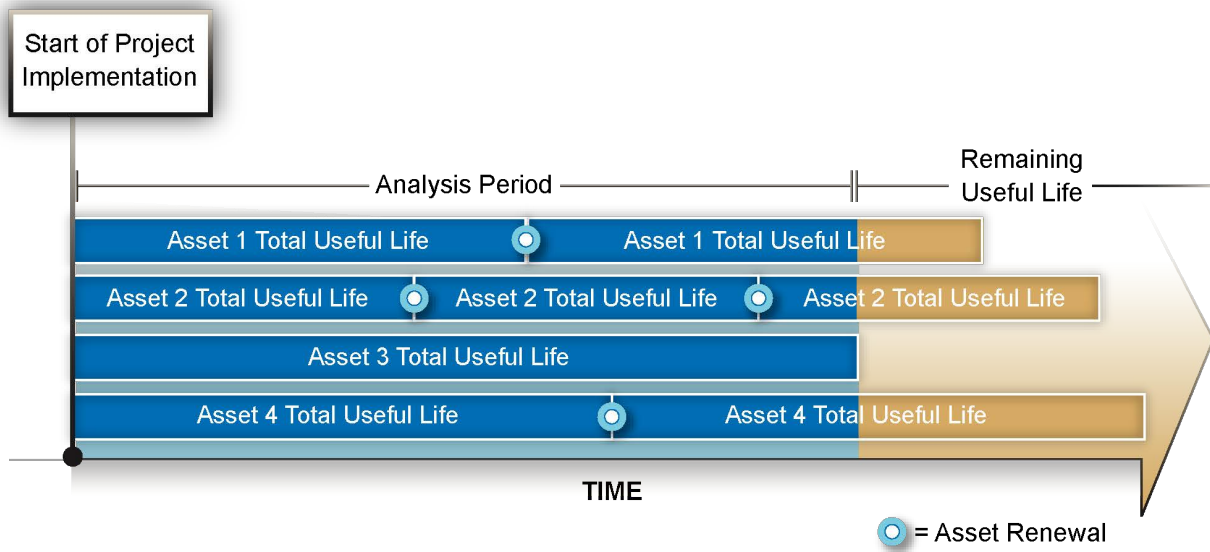 Start of Project
Implementation
Analysis Period
Remaining
Useful Life
Asset 1 Total Useful Life
Asset 1 Total Useful Life
Asset 2 Total Useful Life
Asset 2 Total Useful Life
Asset 2 Total Useful Life
Asset 3 Total Useful Life
Asset 4 Total Useful Life
Asset 4 Total Useful Life
TIME
= Asset Renewal